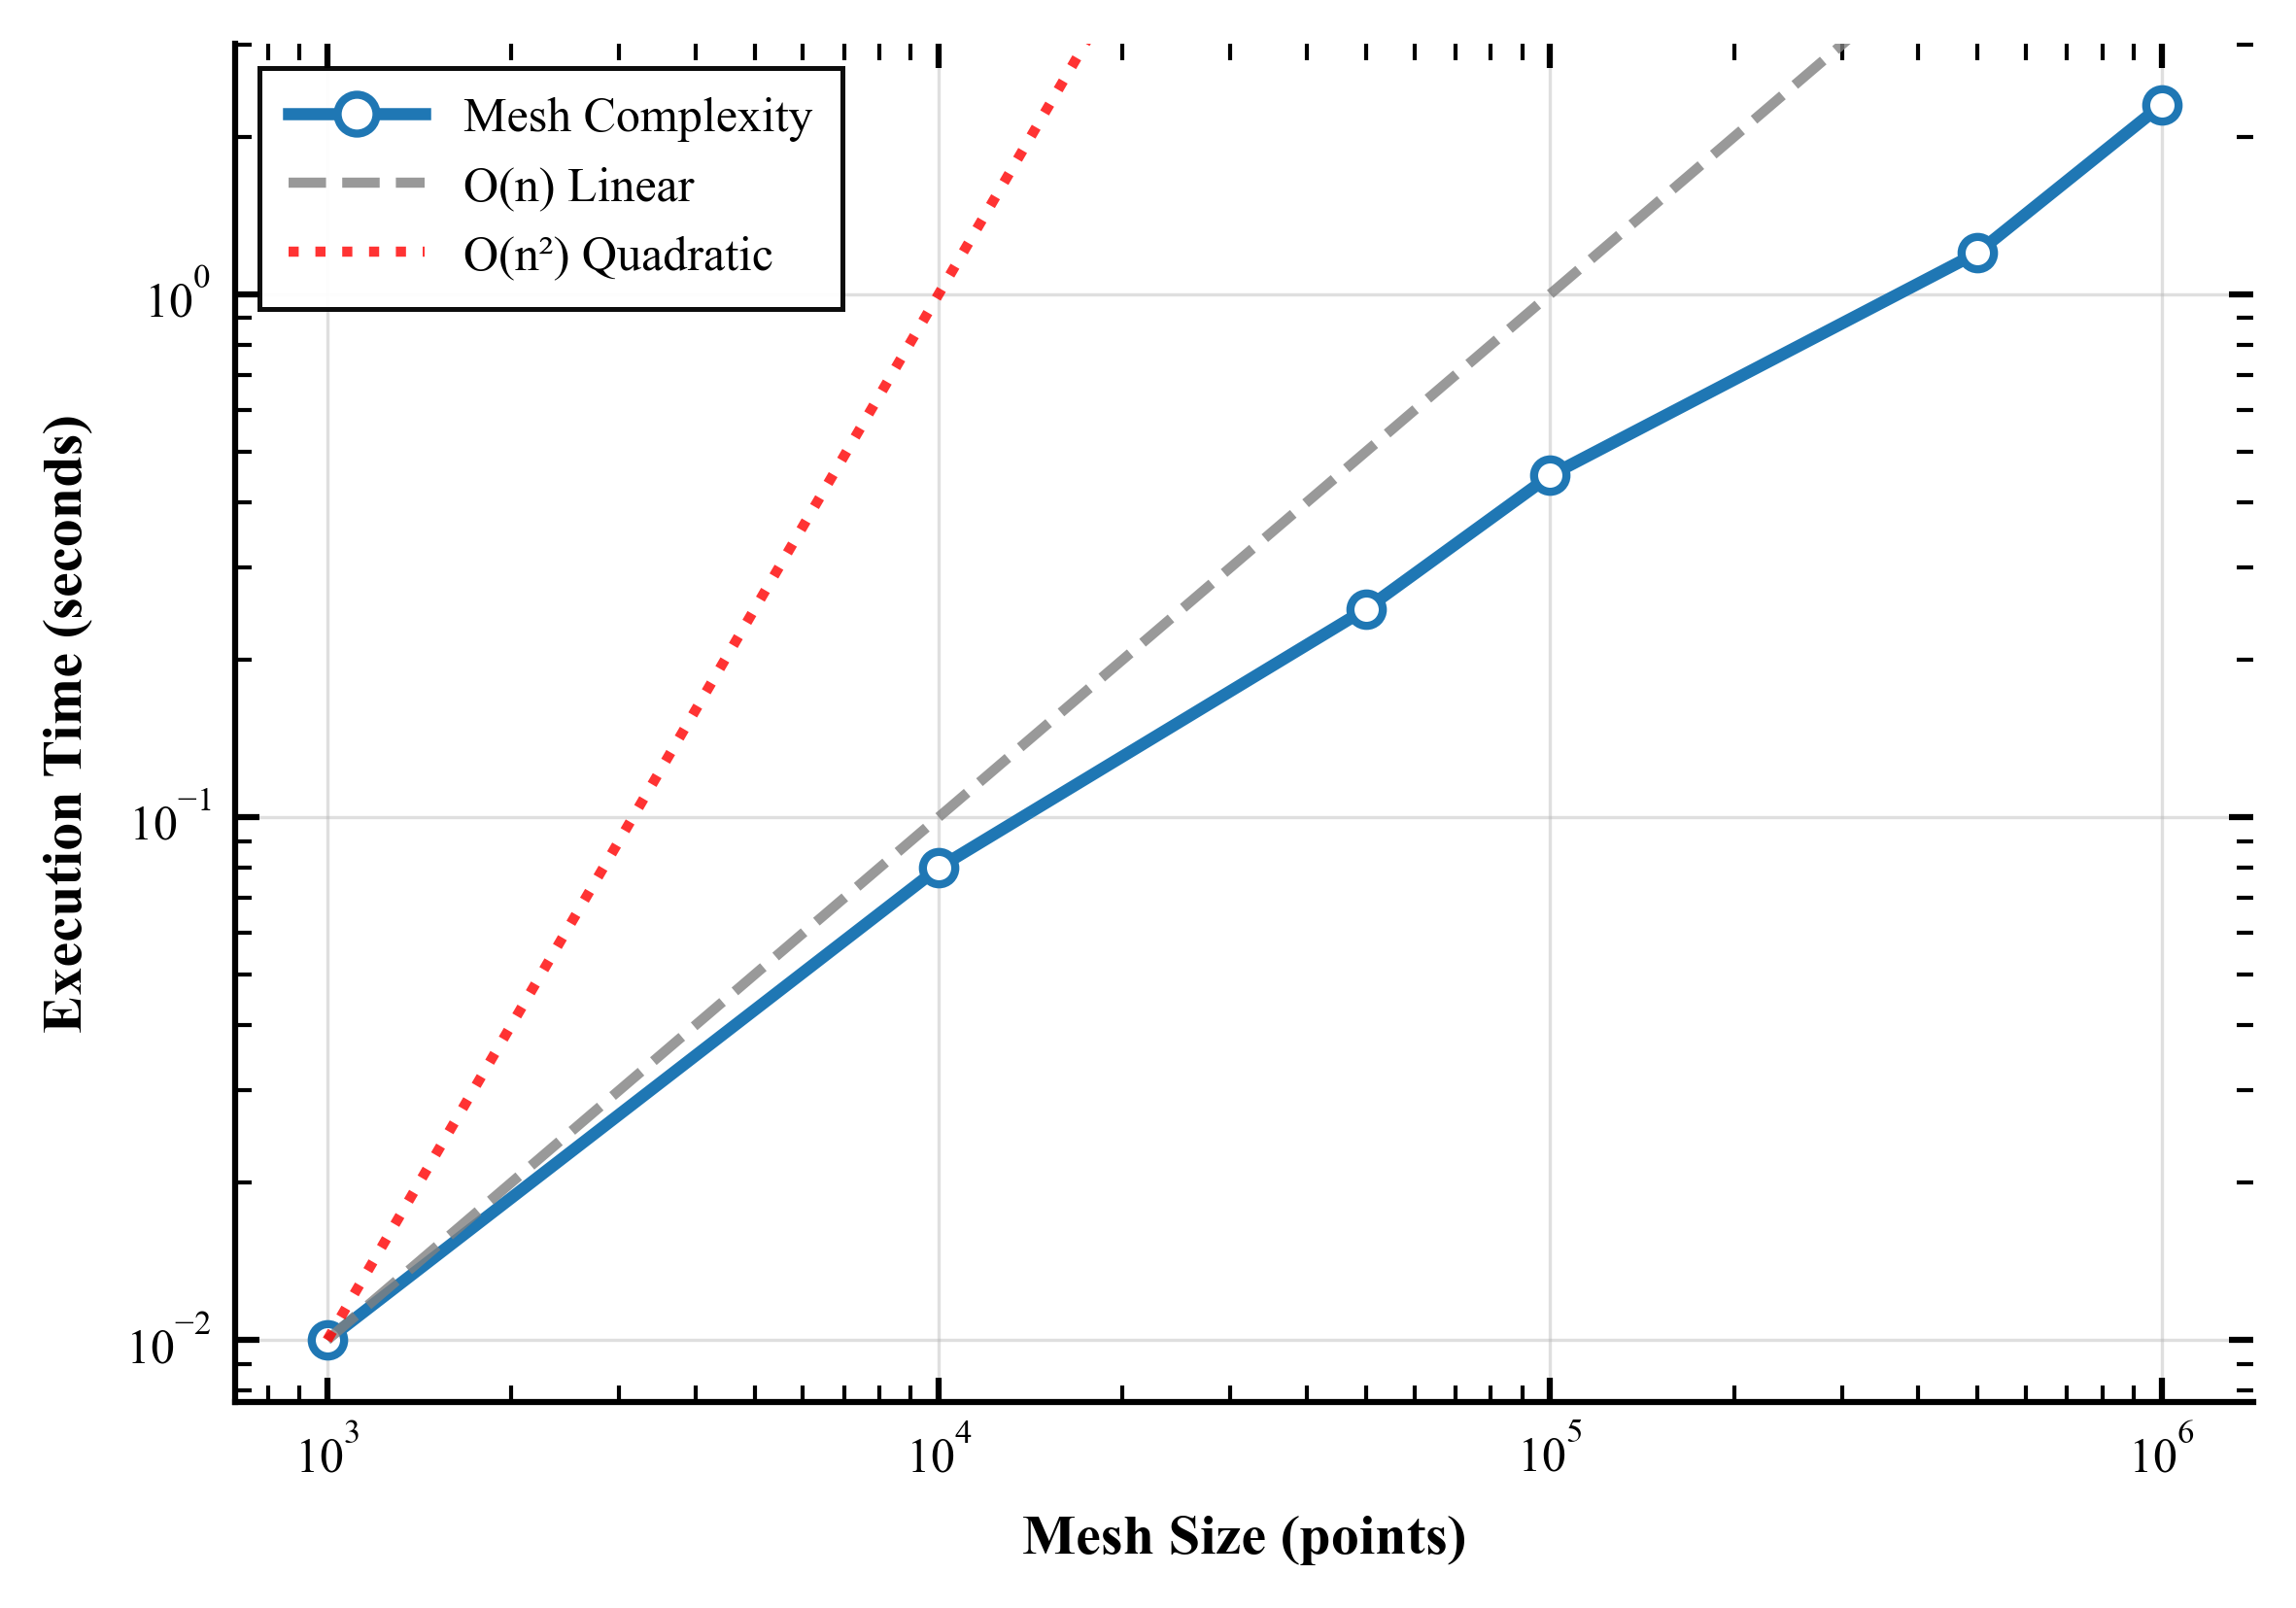 Mesh Complexity
O(n) Linear
O(n²) Quadratic
10⁰
10⁻¹
10⁻²
Execution Time (seconds)
10³ 10⁴ 10⁵ 10⁶
Mesh Size (points)